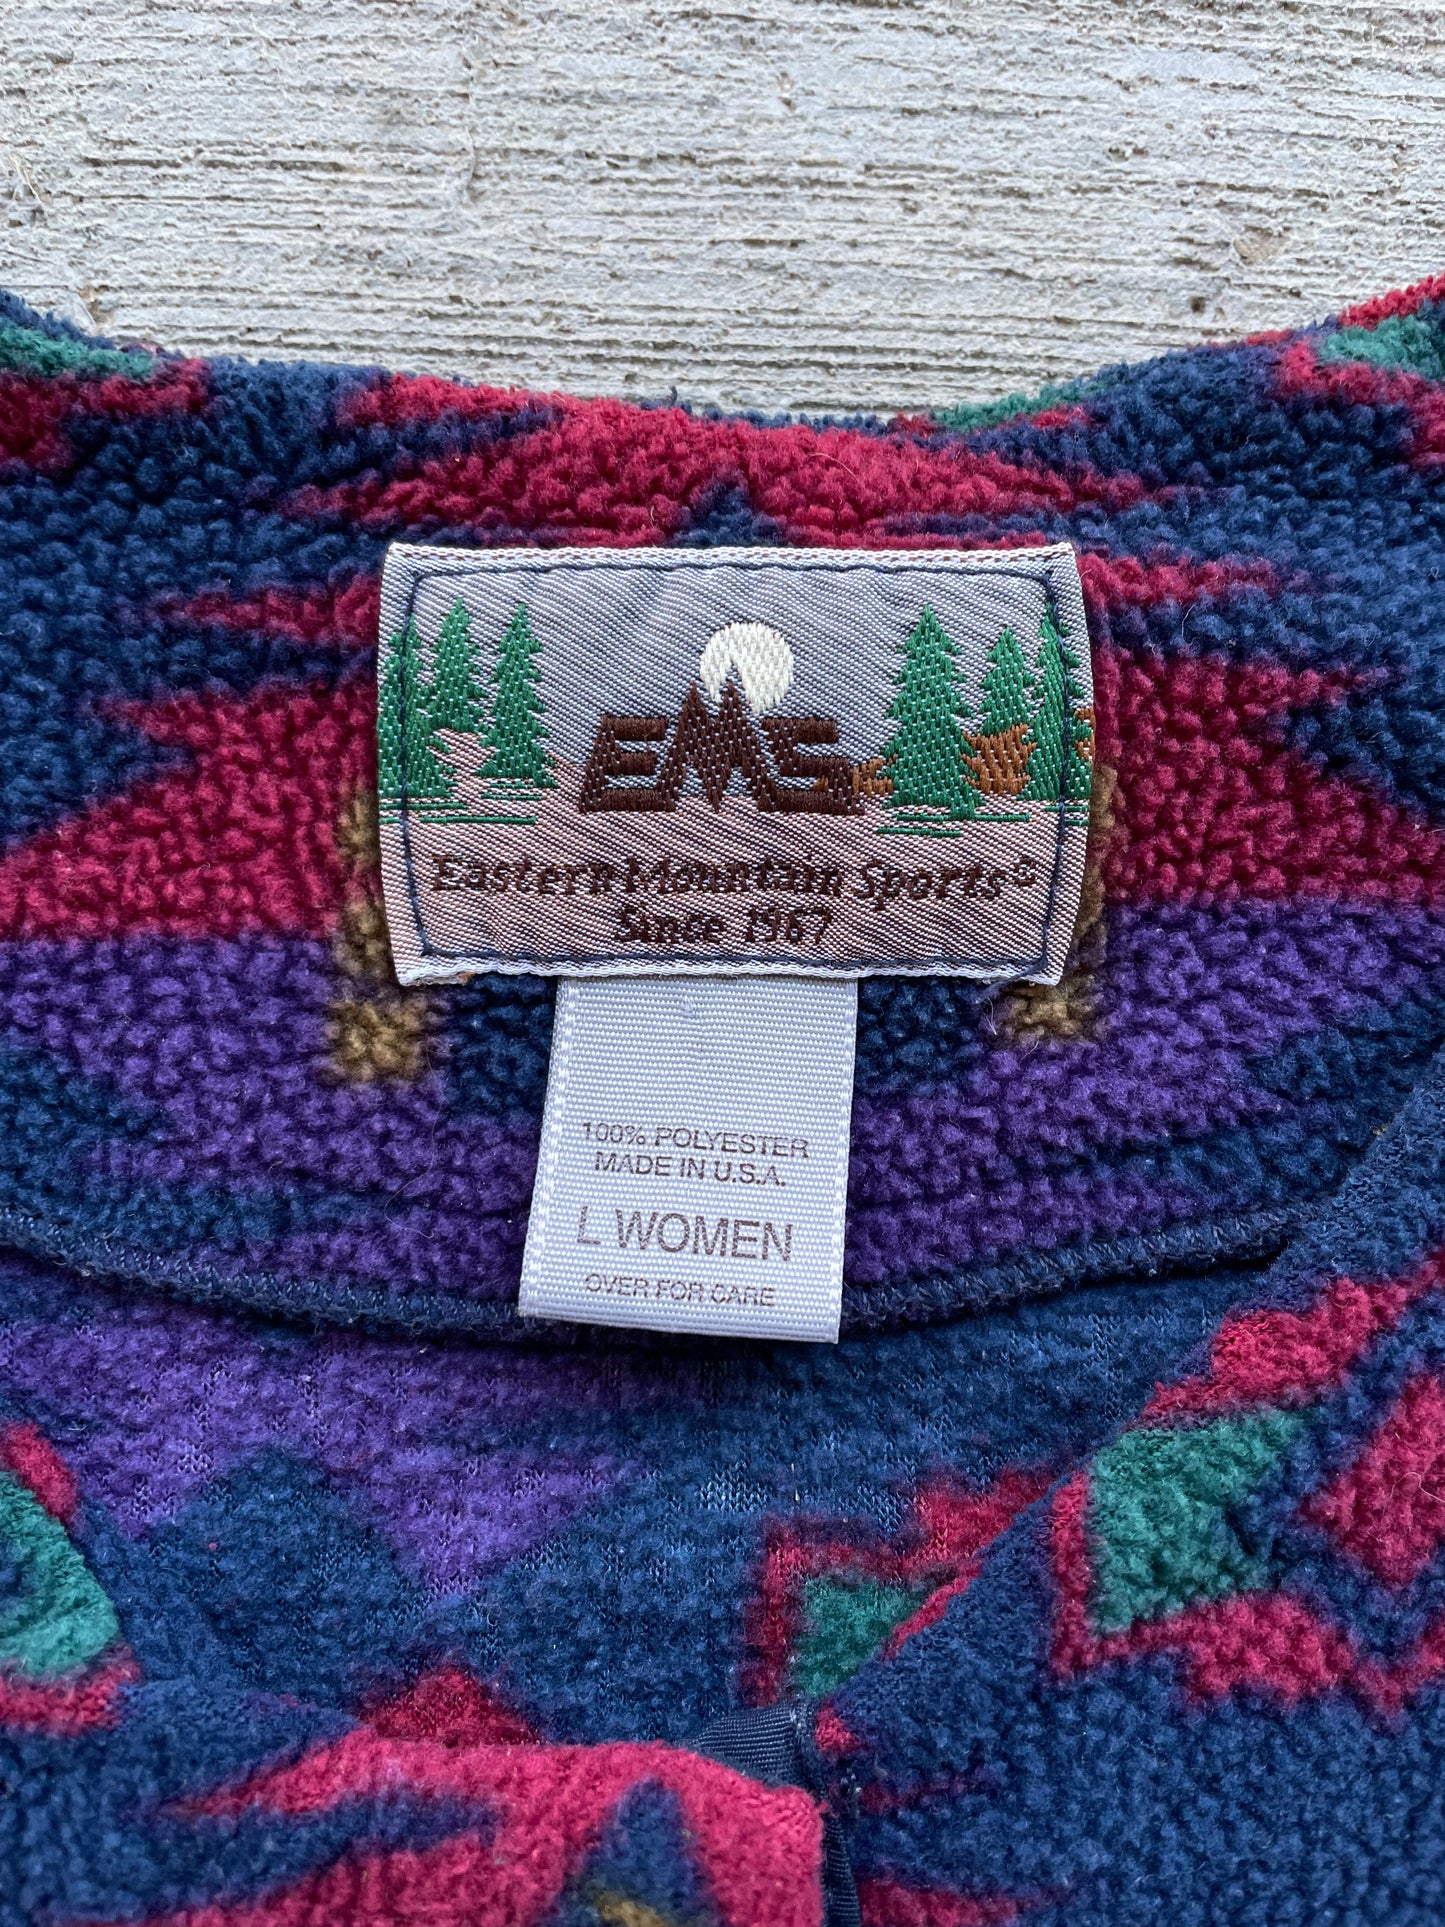 EMS
Eastern Mountain Sports®
Since 1967
100% POLYESTER
MADE IN U.S.A.
L WOMEN
OVER FOR CARE